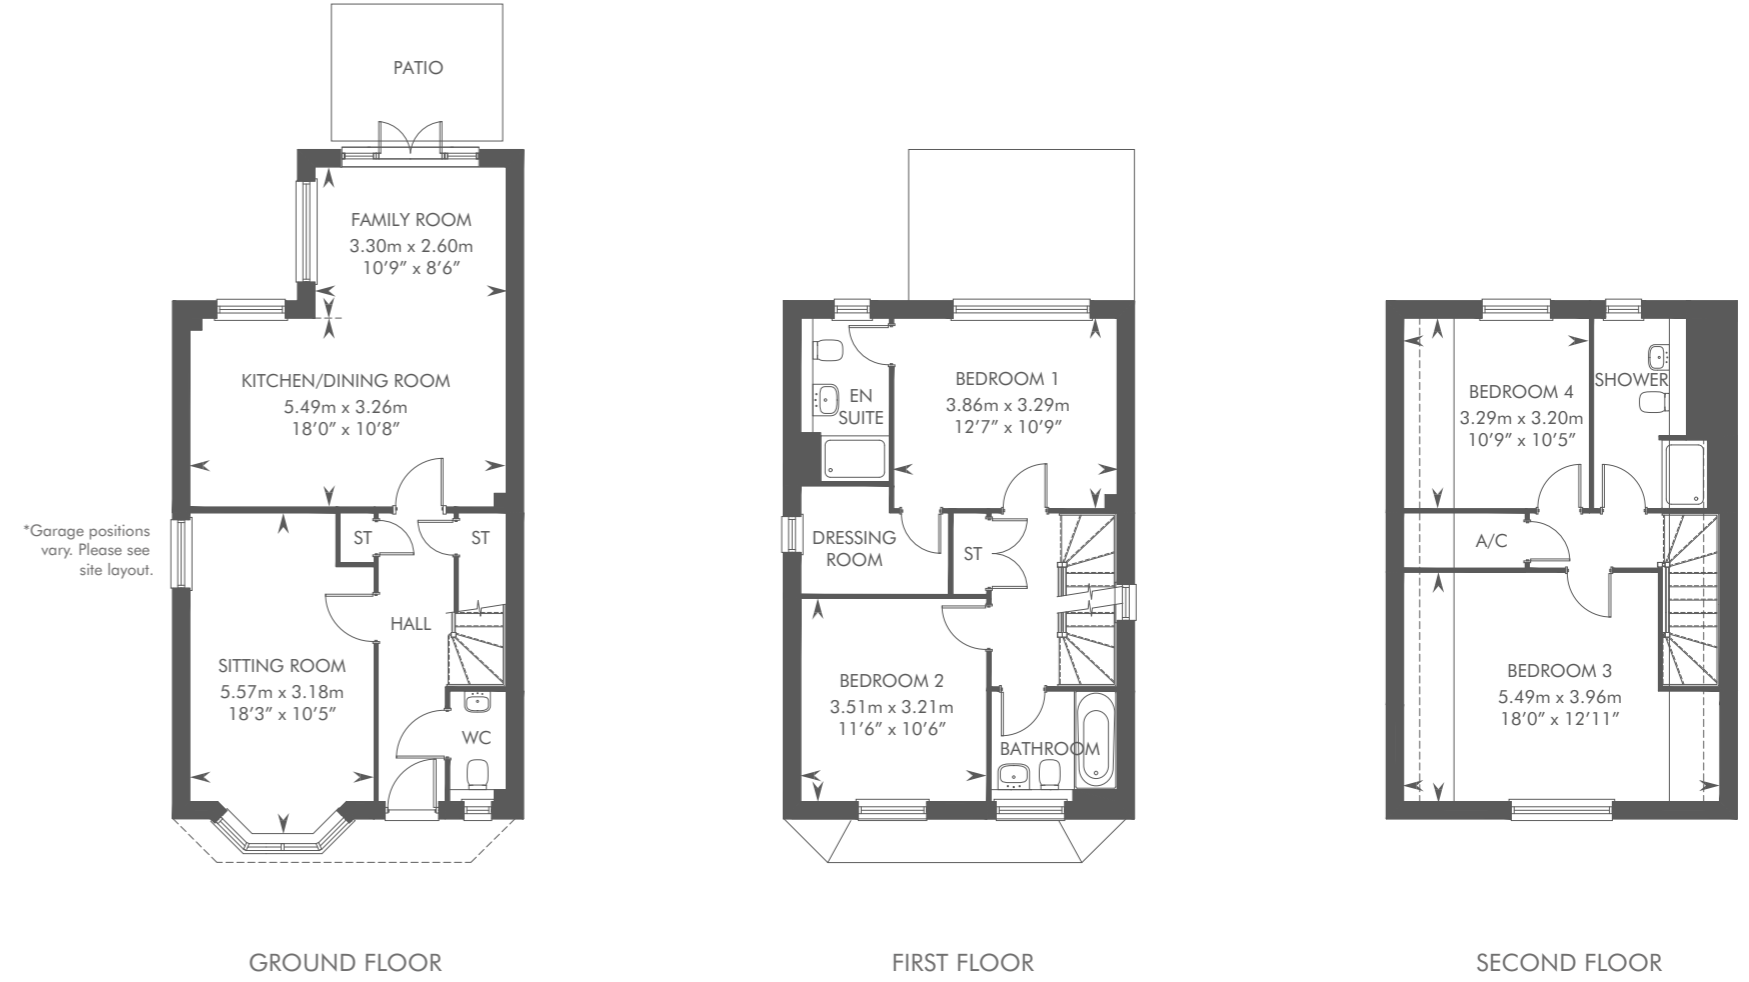 PATIO
FAMILY ROOM
3.30m x 2.60m
10’9” x 8’6”
KITCHEN/DINING ROOM
5.49m x 3.26m
18’0” x 10’8”
*Garage positions
vary. Please see
site layout.
ST
ST
HALL
SITTING ROOM
5.57m x 3.18m
18’3” x 10’5”
WC
GROUND FLOOR
BEDROOM 1
3.86m x 3.29m
12’7” x 10’9”
EN
SUITE
DRESSING
ROOM
ST
BEDROOM 2
3.51m x 3.21m
11’6” x 10’6”
BATHROOM
FIRST FLOOR
SHOWER
BEDROOM 4
3.29m x 3.20m
10’9” x 10’5”
A/C
BEDROOM 3
5.49m x 3.96m
18’0” x 12’11”
SECOND FLOOR